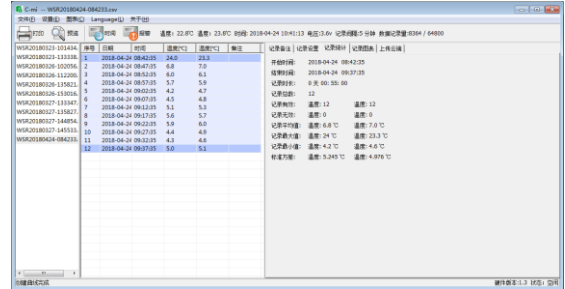 C-mi -- WSR20180424-084233.csv
文件(F) 设置(L) 图表(C) Language(L) 关于(H)
打印 预览 时间 报警 温度: 22.8℃ 温度: 23.8℃ 时间: 2018-04-24 10:41:13 电压:3.6v 记录间隔:5 分钟 数据记录量:8364 / 64800
WSR20180323-101434.
WSR20180323-133318.
WSR20180326-102056.
WSR20180326-112200.
WSR20180326-135821.
WSR20180326-153016.
WSR20180327-133347.
WSR20180327-135827.
WSR20180327-144854.
WSR20180327-145533.
WSR20180424-084233.
序号 日期 时间 温度(℃) 温度(℃) 备注
1 2018-04-24 08:42:35 24.0 23.3
2 2018-04-24 08:47:35 6.8 7.0
3 2018-04-24 08:52:35 6.0 6.1
4 2018-04-24 08:57:35 5.7 5.9
5 2018-04-24 09:02:35 4.2 4.7
6 2018-04-24 09:07:35 4.5 4.8
7 2018-04-24 09:12:35 5.1 5.3
8 2018-04-24 09:17:35 5.6 5.7
9 2018-04-24 09:22:35 5.9 6.0
10 2018-04-24 09:27:35 4.4 4.9
11 2018-04-24 09:32:35 4.3 4.6
12 2018-04-24 09:37:35 5.0 5.1
记录备注 记录设置 记录统计 记录图表 上传云端
开始时间: 2018-04-24 08:42:35
结束时间: 2018-04-24 09:37:35
记录时长: 0 天 00: 55: 00
记录总数: 12
记录有效: 温度: 12 温度: 12
记录无效: 温度: 0 温度: 0
记录平均值: 温度: 6.8 ℃ 温度: 7.0 ℃
记录最大值: 温度: 24 ℃ 温度: 23.3 ℃
记录最小值: 温度: 4.2 ℃ 温度: 4.6 ℃
标准方差: 温度: 5.245 ℃ 温度: 4.976 ℃
创建曲线完成
硬件版本:1.3 状态: 空闲